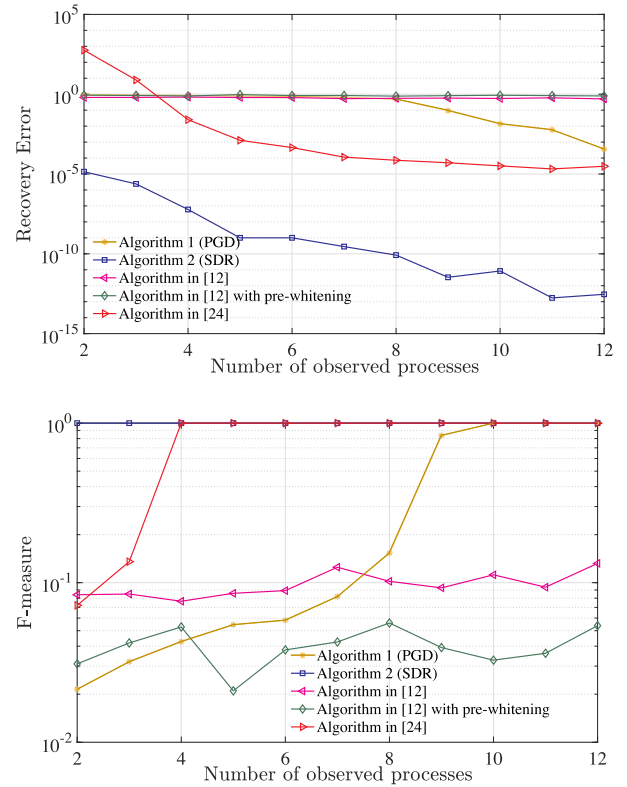 10^5
10^0
10^-5
10^-10
10^-15
Recovery Error
Algorithm 1 (PGD)
Algorithm 2 (SDR)
Algorithm in [12]
Algorithm in [12] with pre-whitening
Algorithm in [24]
2 4 6 8 10 12
Number of observed processes
10^0
10^-1
10^-2
F-measure
Algorithm 1 (PGD)
Algorithm 2 (SDR)
Algorithm in [12]
Algorithm in [12] with pre-whitening
Algorithm in [24]
2 4 6 8 10 12
Number of observed processes